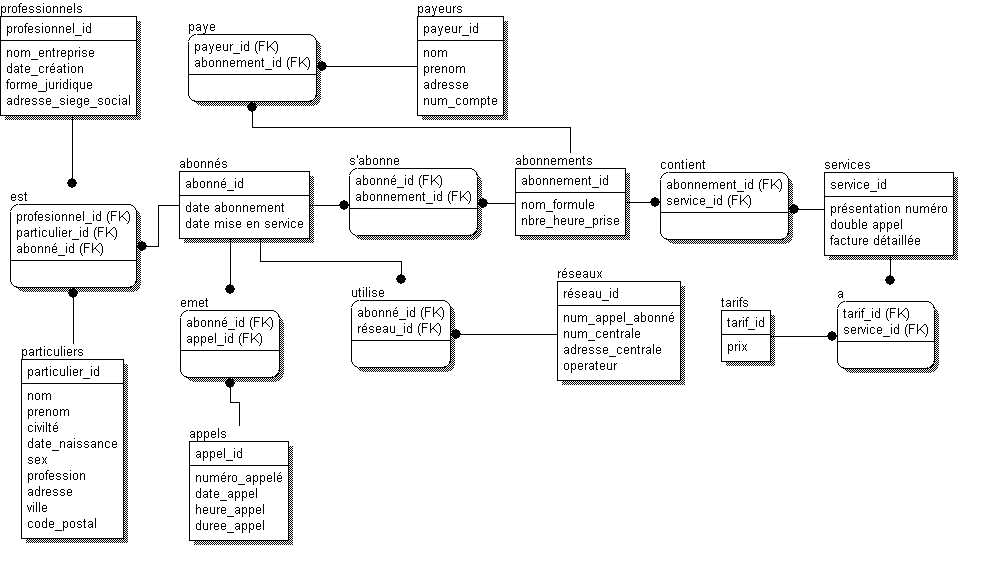 professionnels
profesionnel_id
nom_entreprise
date_création
forme_juridique
adresse_siege_social
paye
payeur_id (FK)
abonnement_id (FK)
payeurs
payeur_id
nom
prenom
adresse
num_compte
est
profesionnel_id (FK)
particulier_id (FK)
abonné_id (FK)
abonnés
abonné_id
date abonnement
date mise en service
s'abonne
abonné_id (FK)
abonnement_id (FK)
abonnements
abonnement_id
nom_formule
nbre_heure_prise
contient
abonnement_id (FK)
service_id (FK)
services
service_id
présentation numéro
double appel
facture détaillée
emet
abonné_id (FK)
appel_id (FK)
utilise
abonné_id (FK)
réseau_id (FK)
réseaux
réseau_id
num_appel_abonné
num_centrale
adresse_centrale
operateur
tarifs
tarif_id
prix
a
tarif_id (FK)
service_id (FK)
particuliers
particulier_id
nom
prenom
civilté
date_naissance
sex
profession
adresse
ville
code_postal
appels
appel_id
numéro_appelé
date_appel
heure_appel
duree_appel